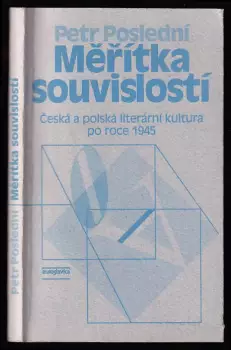 Petr Poslední
Měřítka
souvislostí
Česká a polská literární kultura
po roce 1945
Petr Poslední Měřítka souvislostí